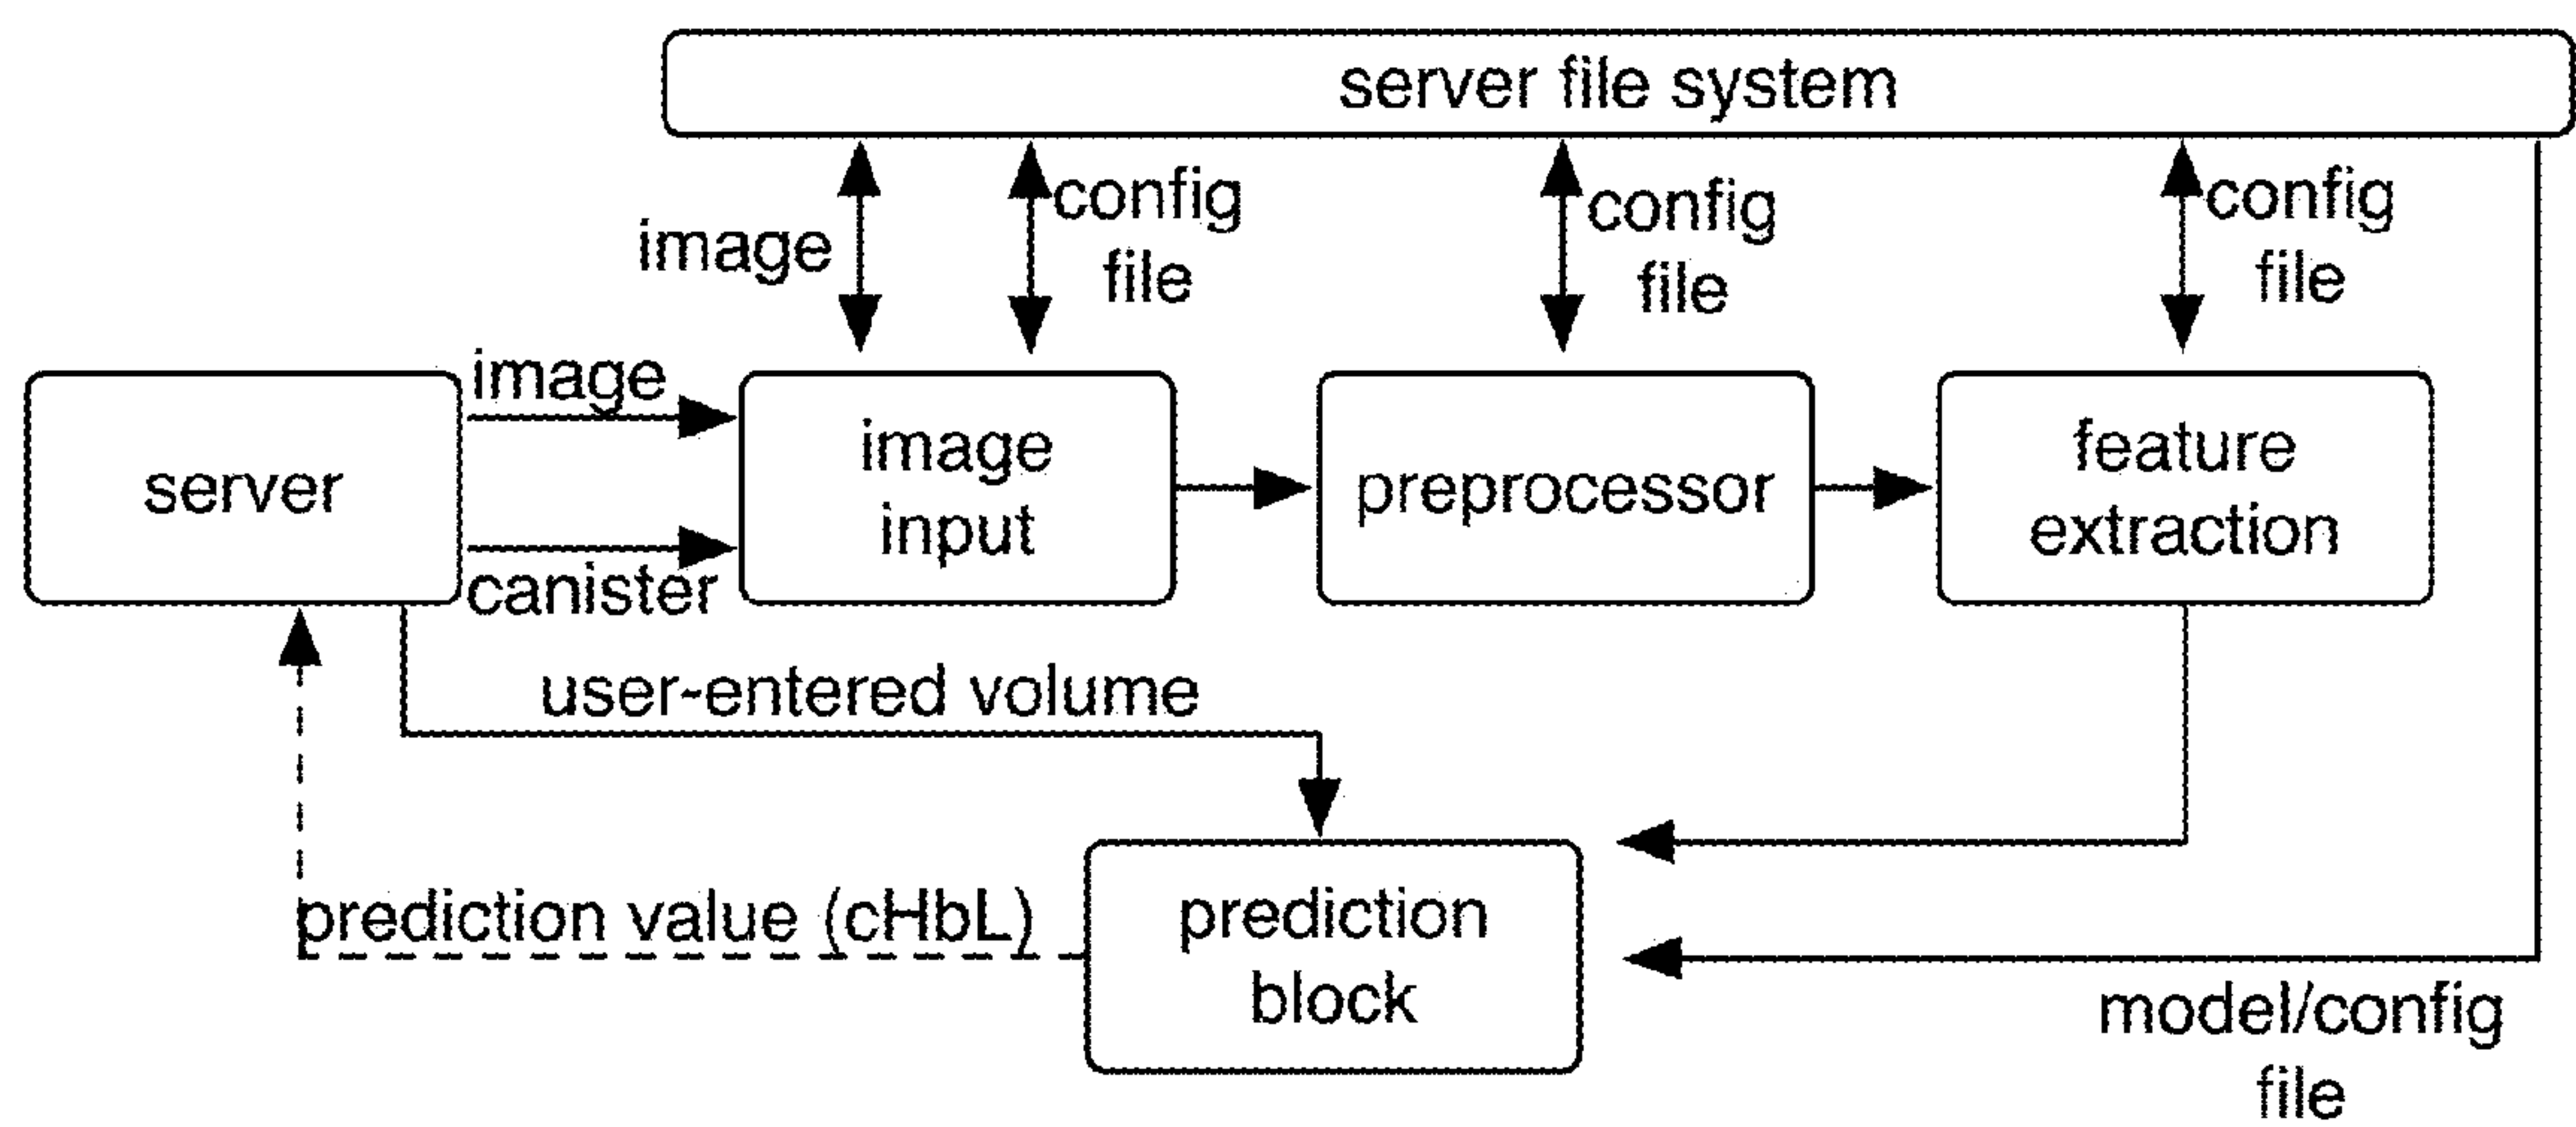 server file system
image
config
file
config
file
config
file
image
canister
server
image
input
preprocessor
feature
extraction
user-entered volume
prediction value (cHbL)
prediction
block
model/config
file